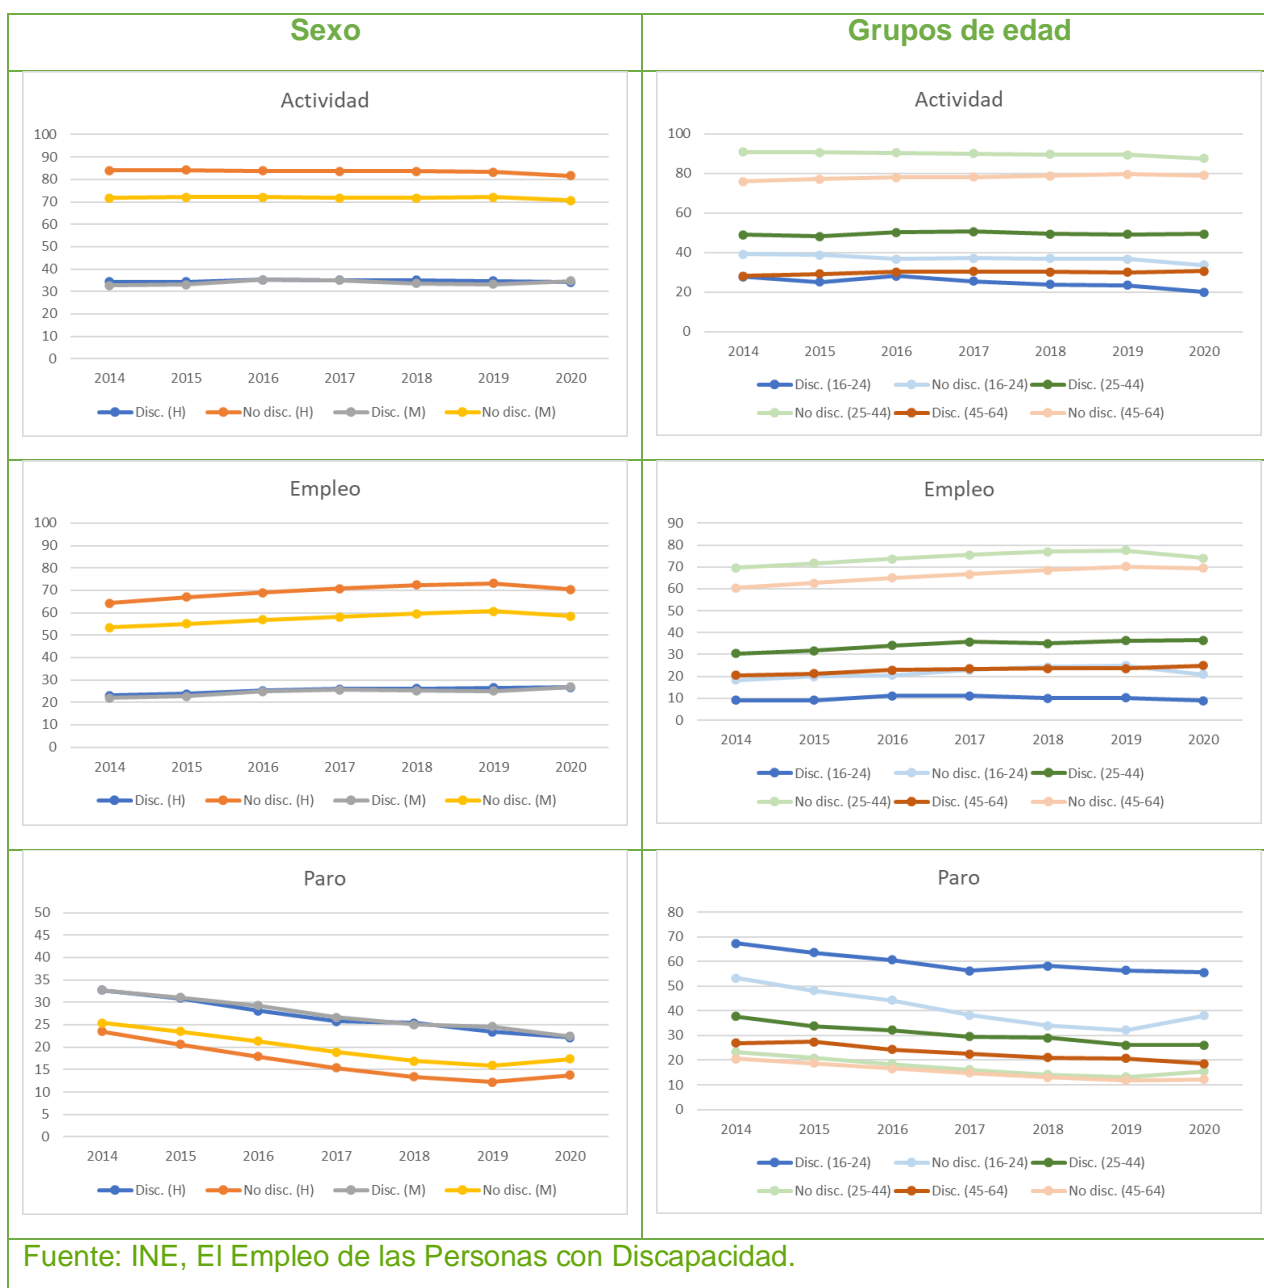 Sexo
Grupos de edad
Actividad
100
90
80
70
60
50
40
30
20
10
0
2014 2015 2016 2017 2018 2019 2020
Disc. (H) No disc. (H) Disc. (M) No disc. (M)
Actividad
100
80
60
40
20
0
2014 2015 2016 2017 2018 2019 2020
Disc. (16-24) No disc. (16-24) Disc. (25-44)
No disc. (25-44) Disc. (45-64) No disc. (45-64)
Empleo
100
90
80
70
60
50
40
30
20
10
0
2014 2015 2016 2017 2018 2019 2020
Disc. (H) No disc. (H) Disc. (M) No disc. (M)
Empleo
90
80
70
60
50
40
30
20
10
0
2014 2015 2016 2017 2018 2019 2020
Disc. (16-24) No disc. (16-24) Disc. (25-44)
No disc. (25-44) Disc. (45-64) No disc. (45-64)
Paro
50
45
40
35
30
25
20
15
10
5
0
2014 2015 2016 2017 2018 2019 2020
Disc. (H) No disc. (H) Disc. (M) No disc. (M)
Paro
80
70
60
50
40
30
20
10
0
2014 2015 2016 2017 2018 2019 2020
Disc. (16-24) No disc. (16-24) Disc. (25-44)
No disc. (25-44) Disc. (45-64) No disc. (45-64)
Fuente: INE, El Empleo de las Personas con Discapacidad.